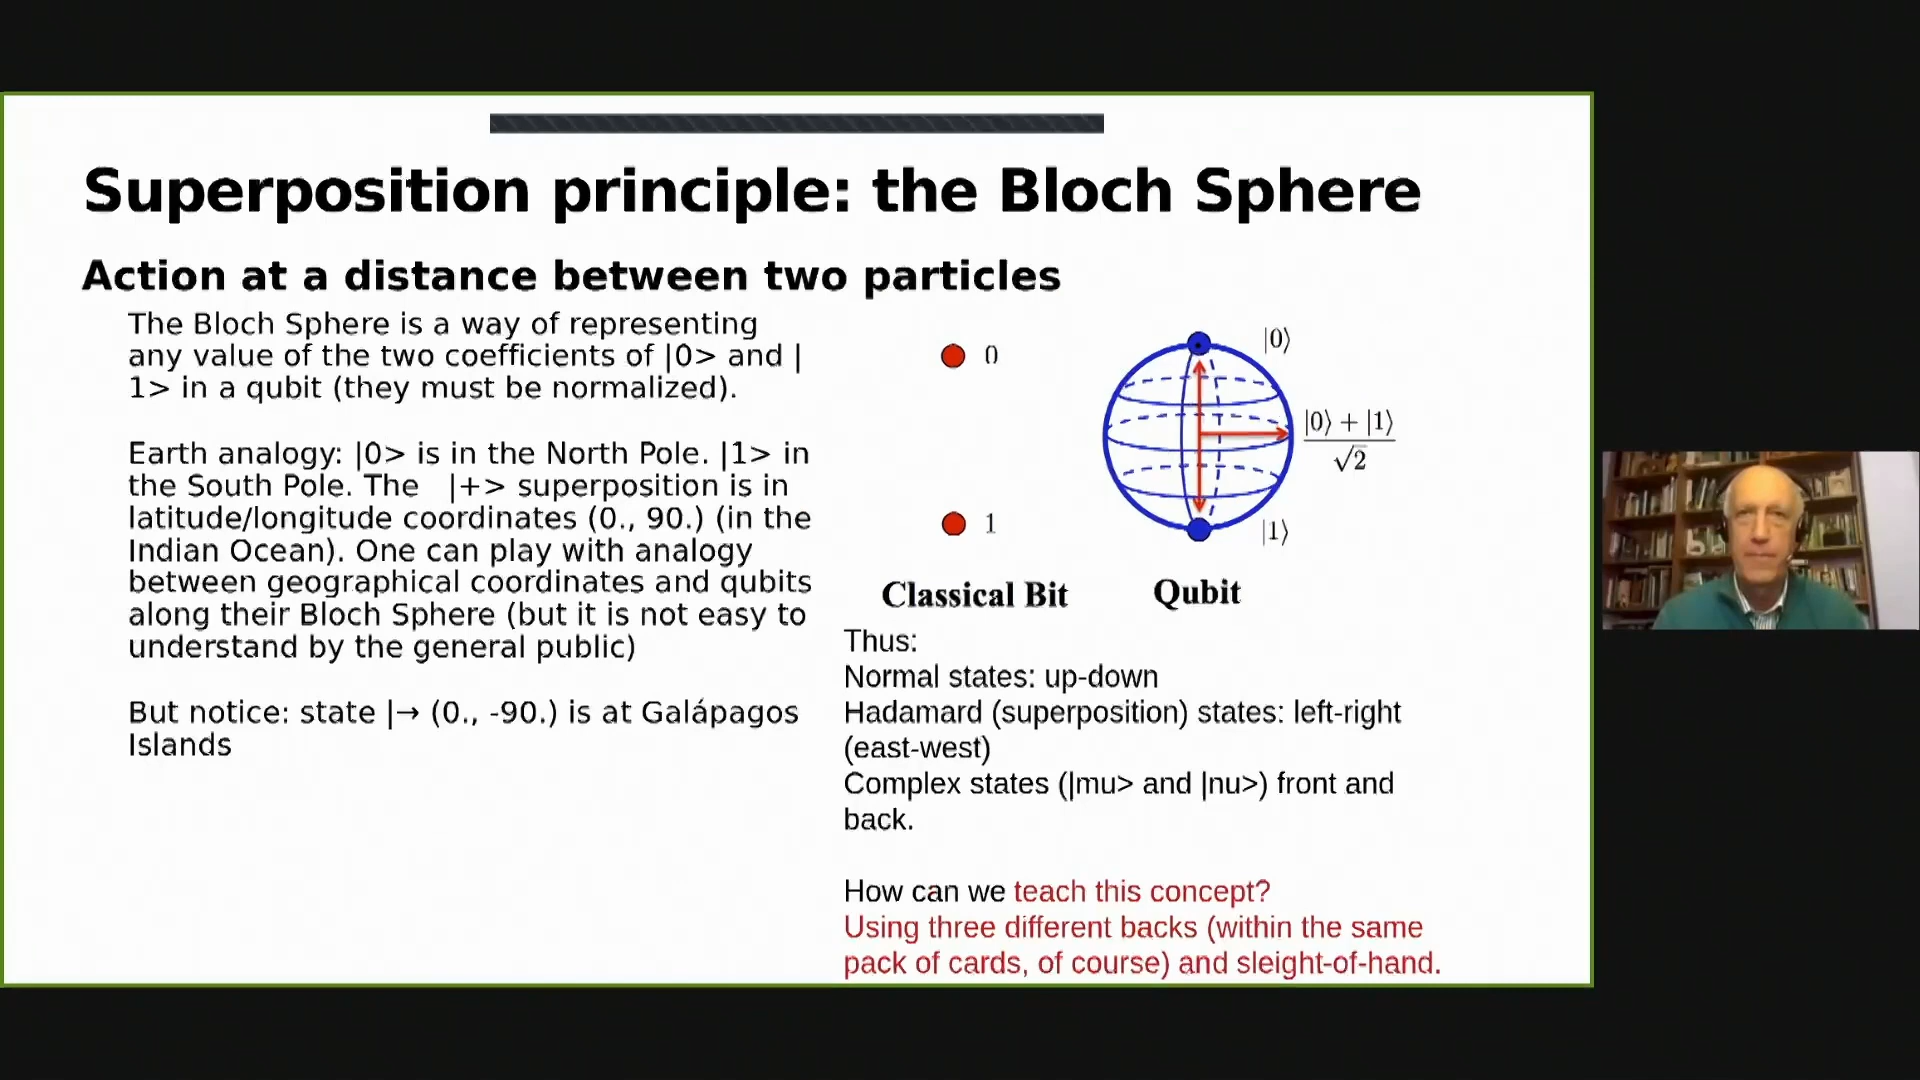 Superposition principle: the Bloch Sphere
Action at a distance between two particles
The Bloch Sphere is a way of representing
any value of the two coefficients of |0> and |
1> in a qubit (they must be normalized).
Earth analogy: |0> is in the North Pole. |1> in
the South Pole. The |+> superposition is in
latitude/longitude coordinates (0., 90.) (in the
Indian Ocean). One can play with analogy
between geographical coordinates and qubits
along their Bloch Sphere (but it is not easy to
understand by the general public)
But notice: state |→ (0., -90.) is at Galápagos
Islands
0
1
Classical Bit
|0⟩
|0⟩ + |1⟩
√2
|1⟩
Qubit
Thus:
Normal states: up-down
Hadamard (superposition) states: left-right
(east-west)
Complex states (|mu> and |nu>) front and
back.
How can we teach this concept?
Using three different backs (within the same
pack of cards, of course) and sleight-of-hand.